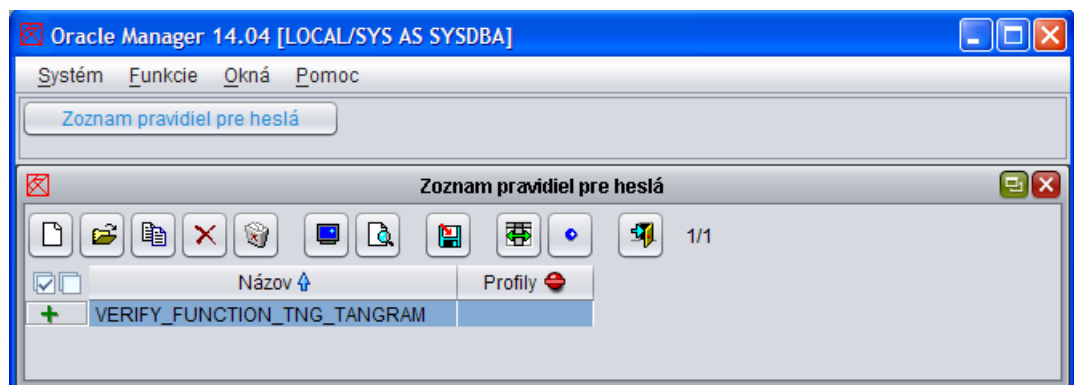 Oracle Manager 14.04 [LOCAL/SYS AS SYSDBA]
Systém Funkcie Okná Pomoc
Zoznam pravidiel pre heslá
Zoznam pravidiel pre heslá
1/1
Názov Profily
VERIFY_FUNCTION_TNG_TANGRAM